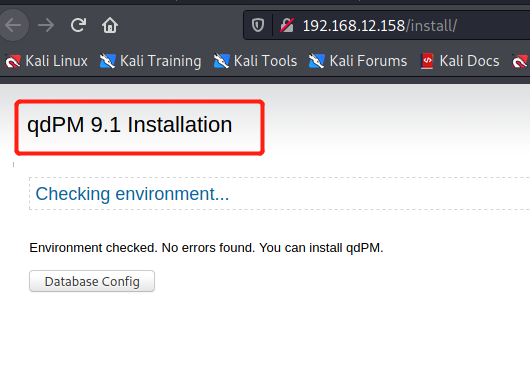 192.168.12.158/install/
Kali Linux Kali Training Kali Tools Kali Forums Kali Docs
qdPM 9.1 Installation
Checking environment...
Environment checked. No errors found. You can install qdPM.
Database Config